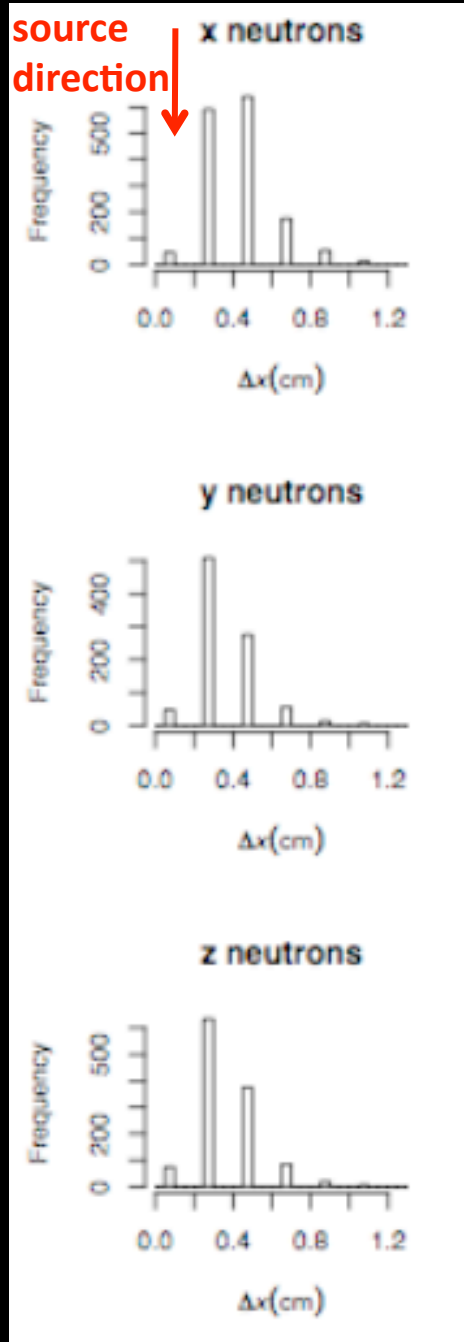 source
direction
x neutrons
Frequency
0 200 500
0.0 0.4 0.8 1.2
Δx(cm)
y neutrons
Frequency
0 200 400
0.0 0.4 0.8 1.2
Δx(cm)
z neutrons
Frequency
0 200 500
0.0 0.4 0.8 1.2
Δx(cm)